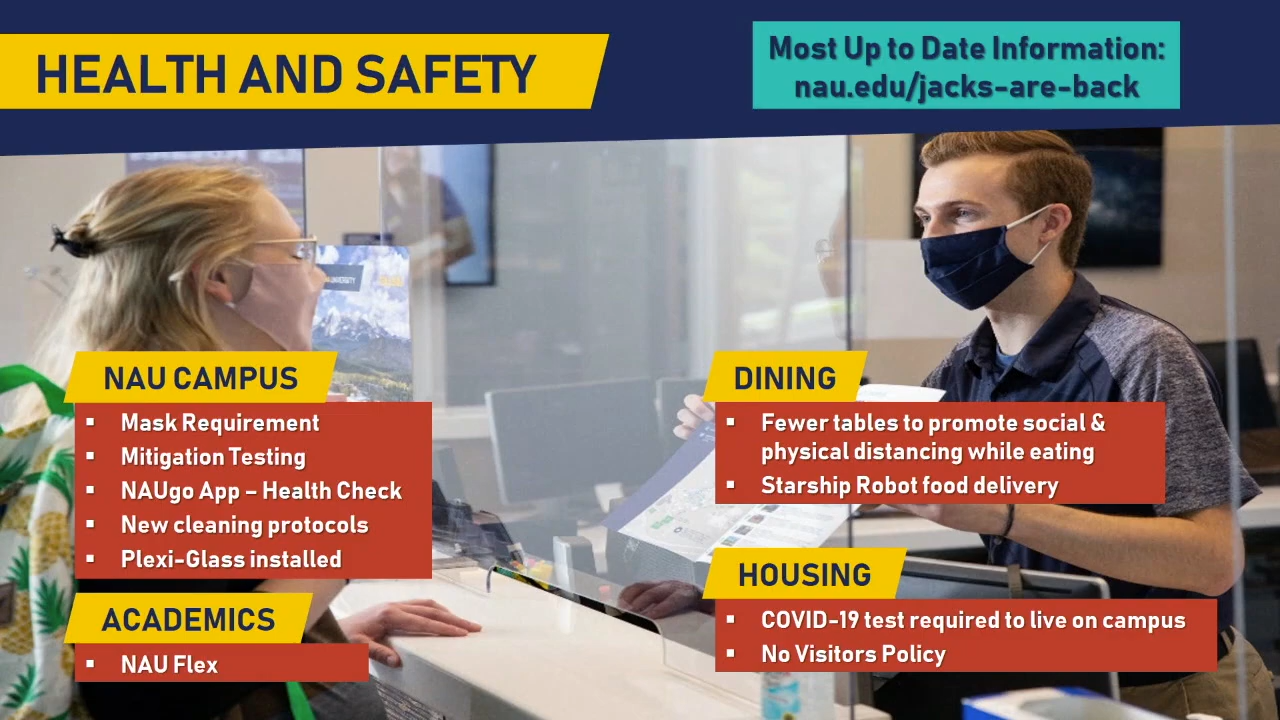 HEALTH AND SAFETY
Most Up to Date Information:
nau.edu/jacks-are-back
NAU CAMPUS
▪ Mask Requirement
▪ Mitigation Testing
▪ NAUgo App – Health Check
▪ New cleaning protocols
▪ Plexi-Glass installed
ACADEMICS
▪ NAU Flex
DINING
▪ Fewer tables to promote social &
physical distancing while eating
▪ Starship Robot food delivery
HOUSING
▪ COVID-19 test required to live on campus
▪ No Visitors Policy